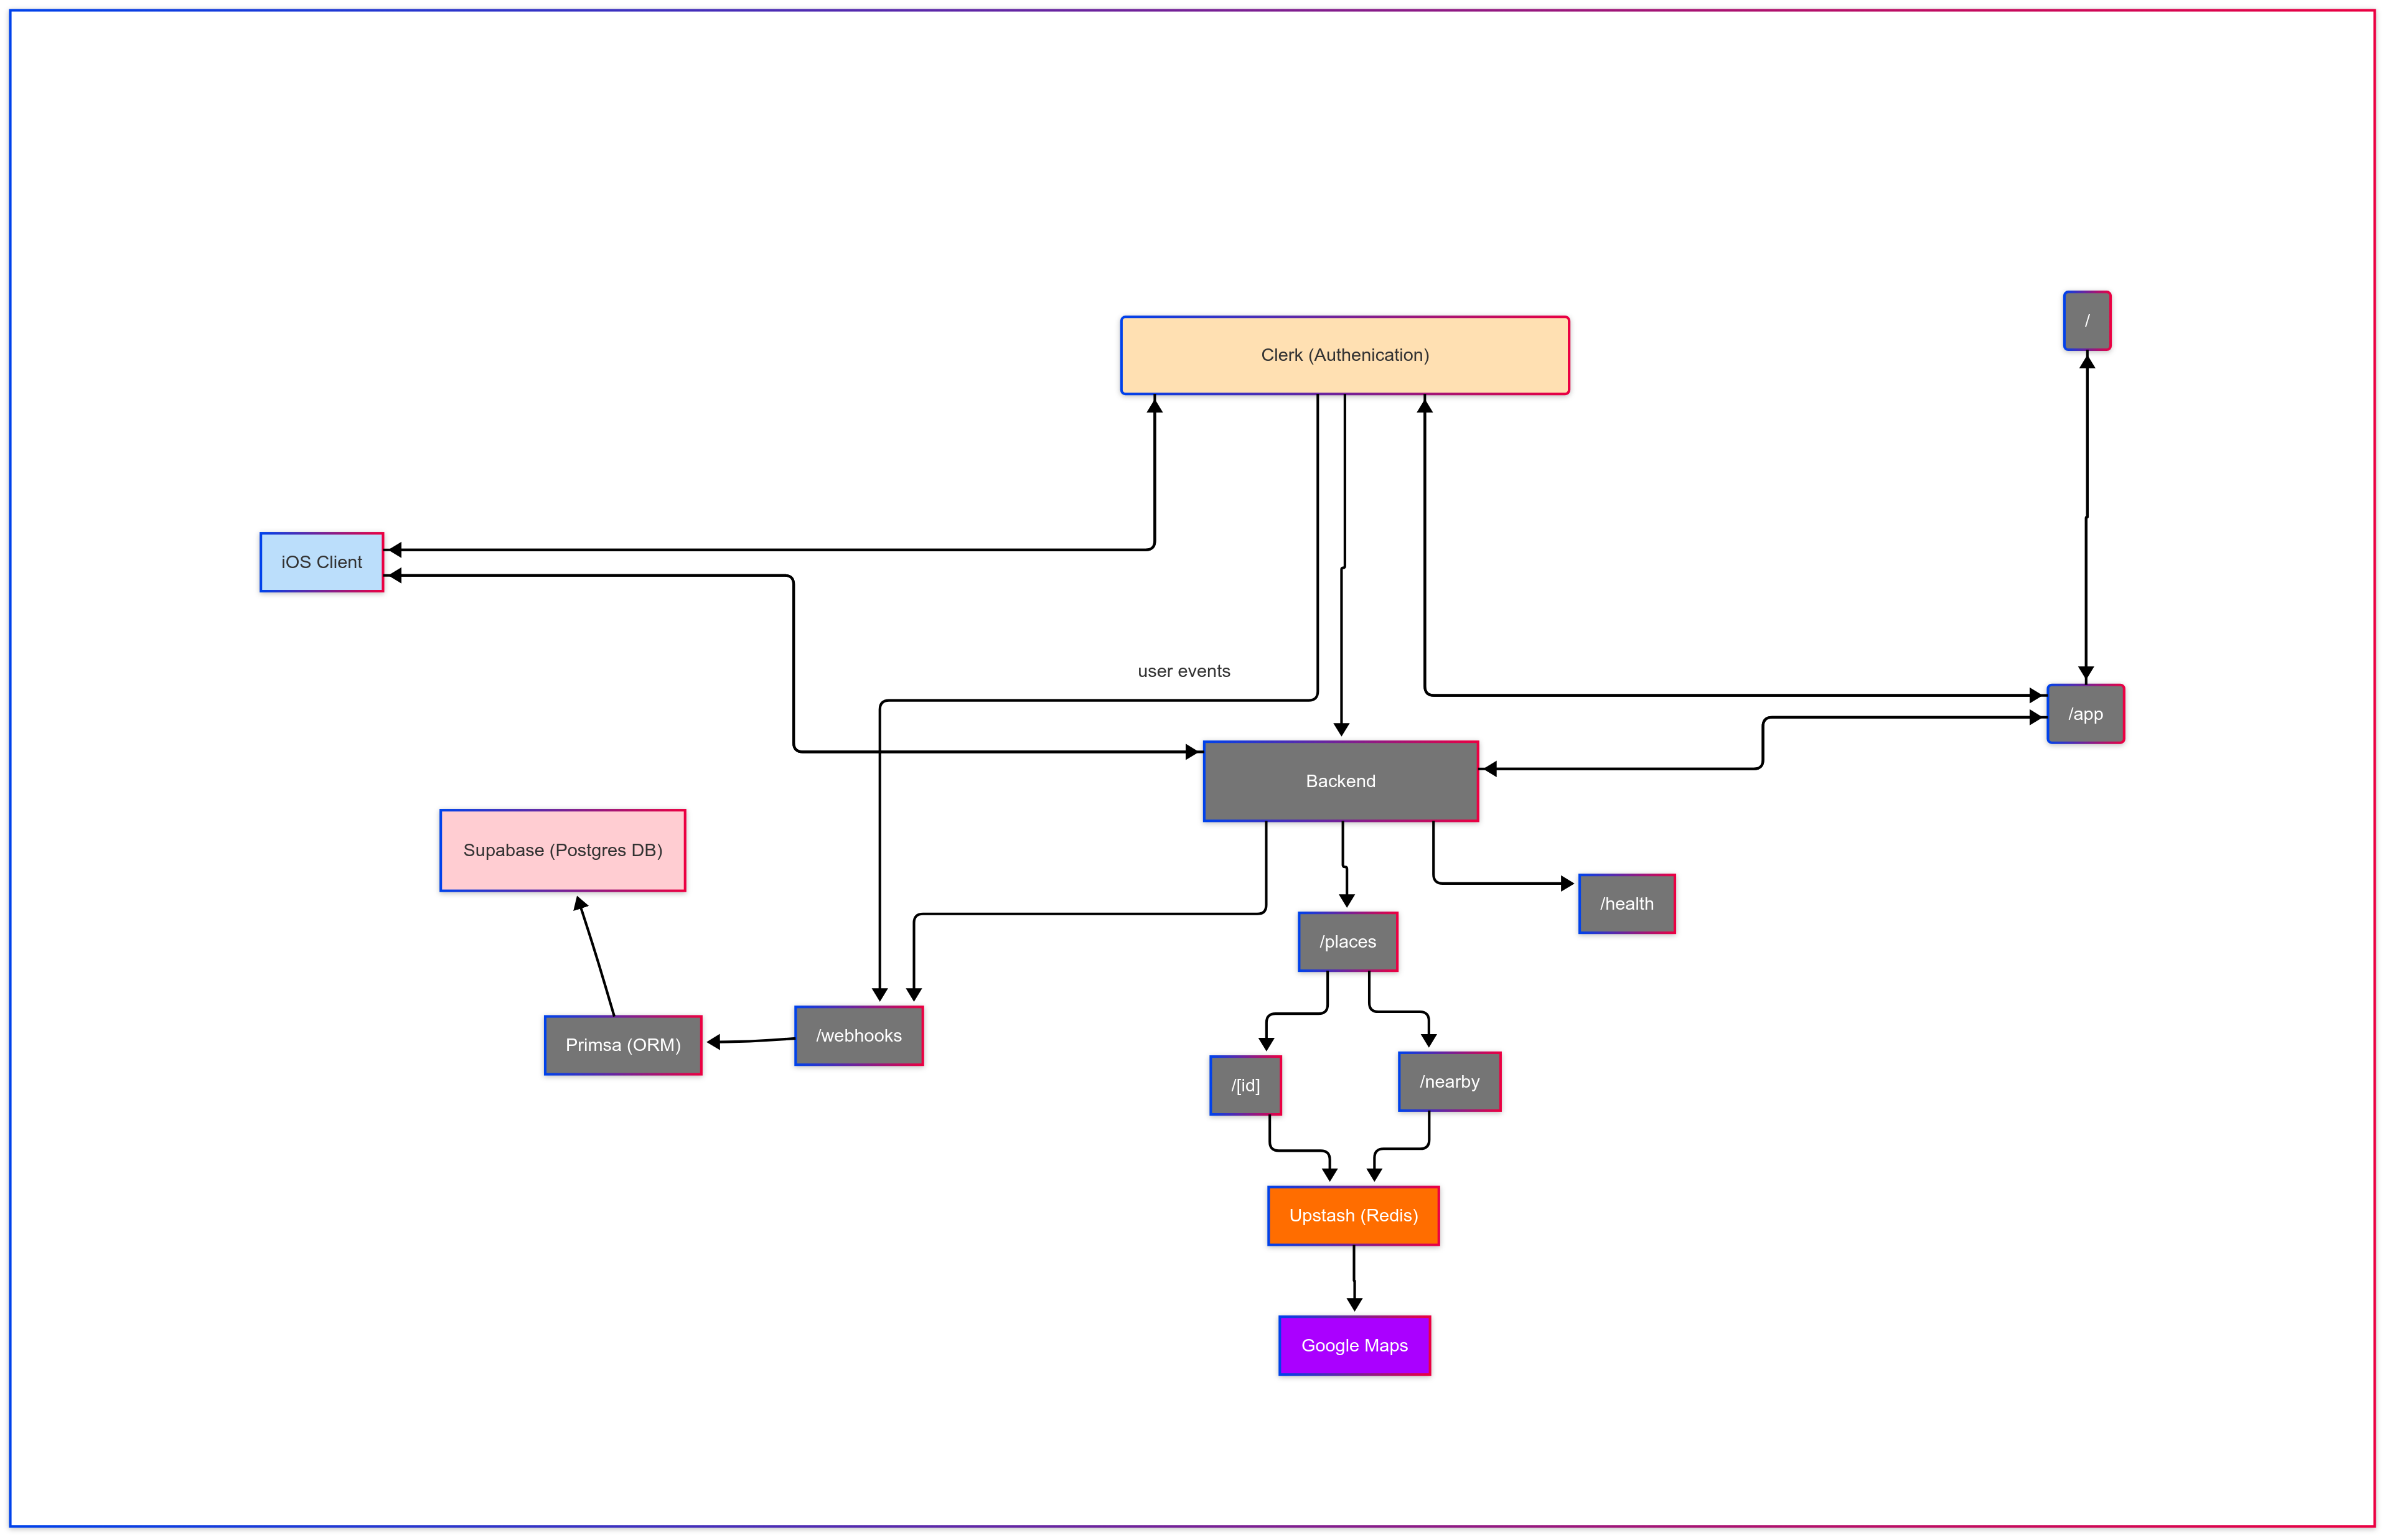 /
Clerk (Authenication)
iOS Client
user events
/app
Backend
Supabase (Postgres DB)
/health
/places
/webhooks
Primsa (ORM)
/[id]
/nearby
Upstash (Redis)
Google Maps